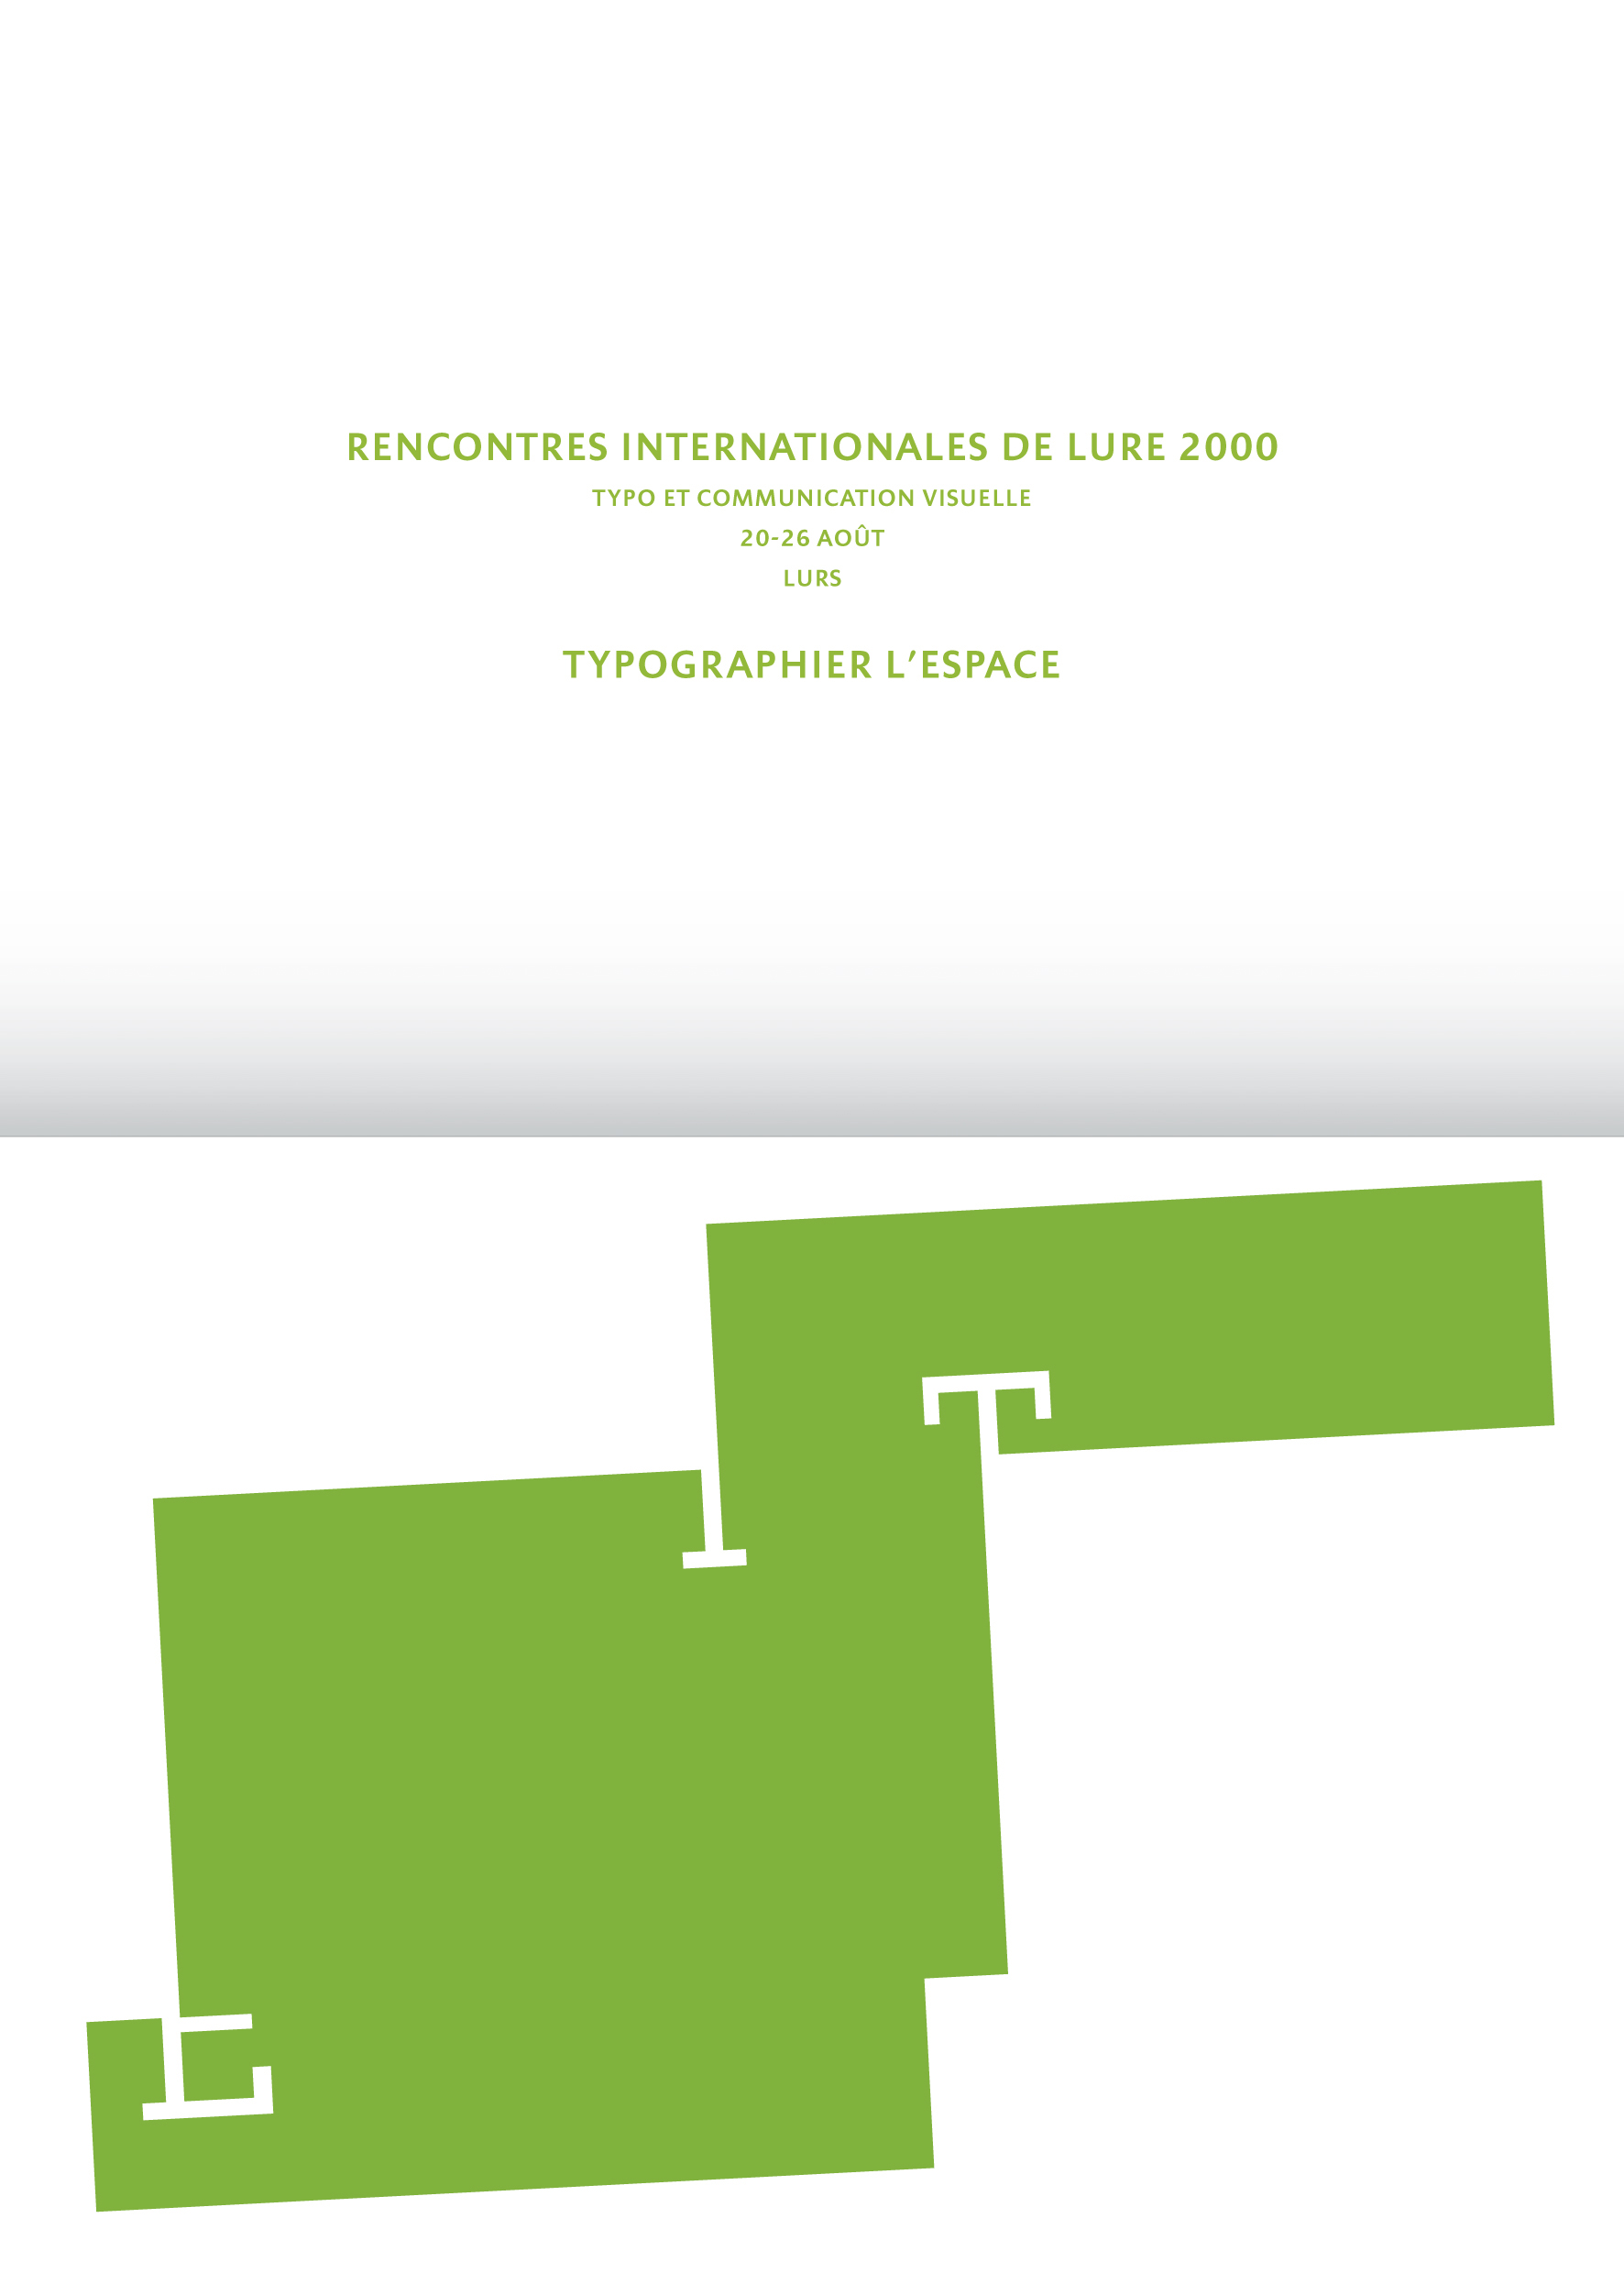 RENCONTRES INTERNATIONALES DE LURE 2000
TYPO ET COMMUNICATION VISUELLE
20-26 AOÛT
LURS
TYPOGRAPHIER L’ESPACE